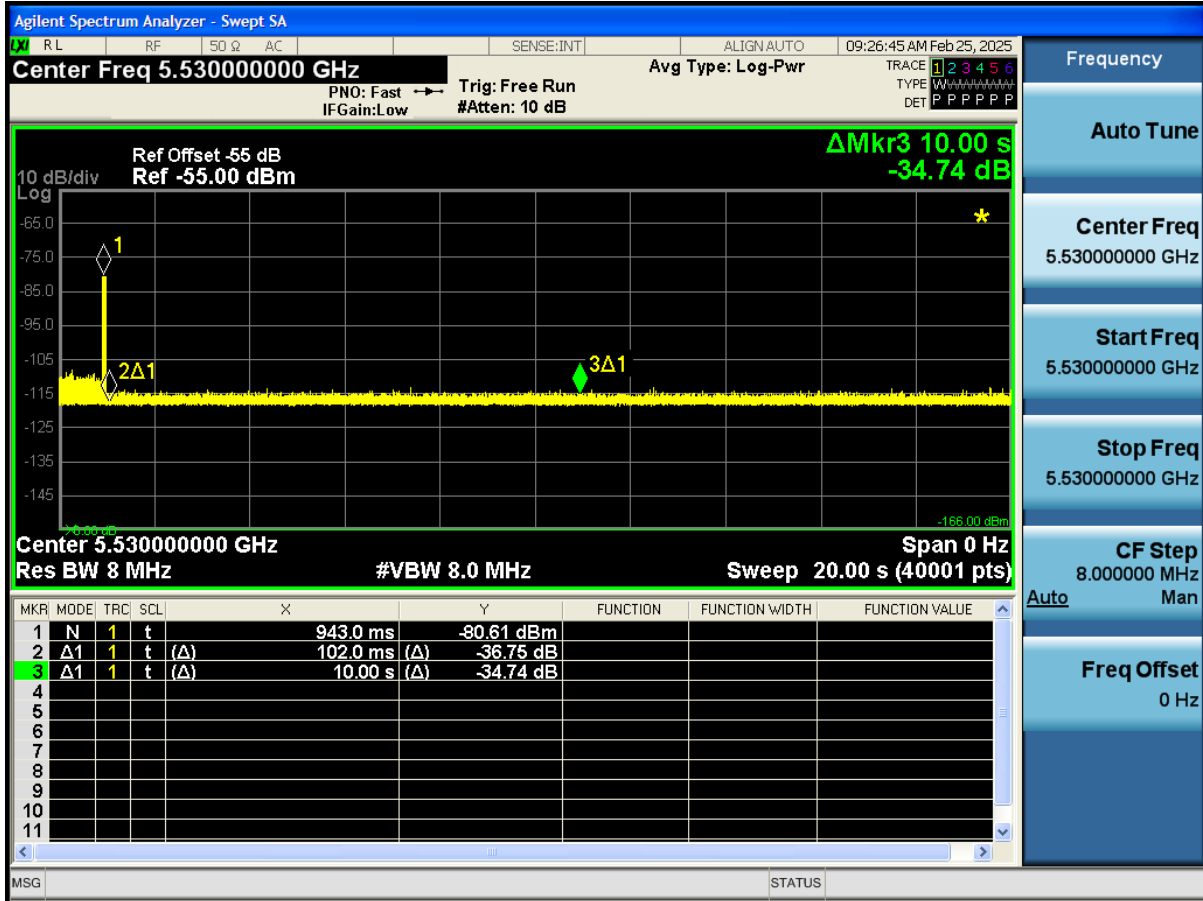 Agilent Spectrum Analyzer - Swept SA
LXI RL RF 50 Ω AC SENSE:INT ALIGN AUTO 09:26:45 AM Feb 25, 2025
Center Freq 5.530000000 GHz
PNO: Fast
IFGain:Low
Trig: Free Run
#Atten: 10 dB
Avg Type: Log-Pwr
TRACE 1 2 3 4 5 6
TYPE W
DET P P P P P P
ΔMkr3 10.00 s
-34.74 dB
Ref Offset -55 dB
10 dB/div Ref -55.00 dBm
Log
-65.0
-75.0
-85.0
-95.0
-105
-115
-125
-135
-145
1
2Δ1
3Δ1
*
>0.00 dB
-166.00 dBm
Center 5.530000000 GHz Span 0 Hz
Res BW 8 MHz #VBW 8.0 MHz Sweep 20.00 s (40001 pts)
MKR MODE TRC SCL X Y FUNCTION FUNCTION WIDTH FUNCTION VALUE
1 N 1 t 943.0 ms -80.61 dBm
2 Δ1 1 t (Δ) 102.0 ms (Δ) -36.75 dB
3 Δ1 1 t (Δ) 10.00 s (Δ) -34.74 dB
4
5
6
7
8
9
10
11
MSG STATUS
Frequency
Auto Tune
Center Freq
5.530000000 GHz
Start Freq
5.530000000 GHz
Stop Freq
5.530000000 GHz
CF Step
8.000000 MHz
Auto Man
Freq Offset
0 Hz